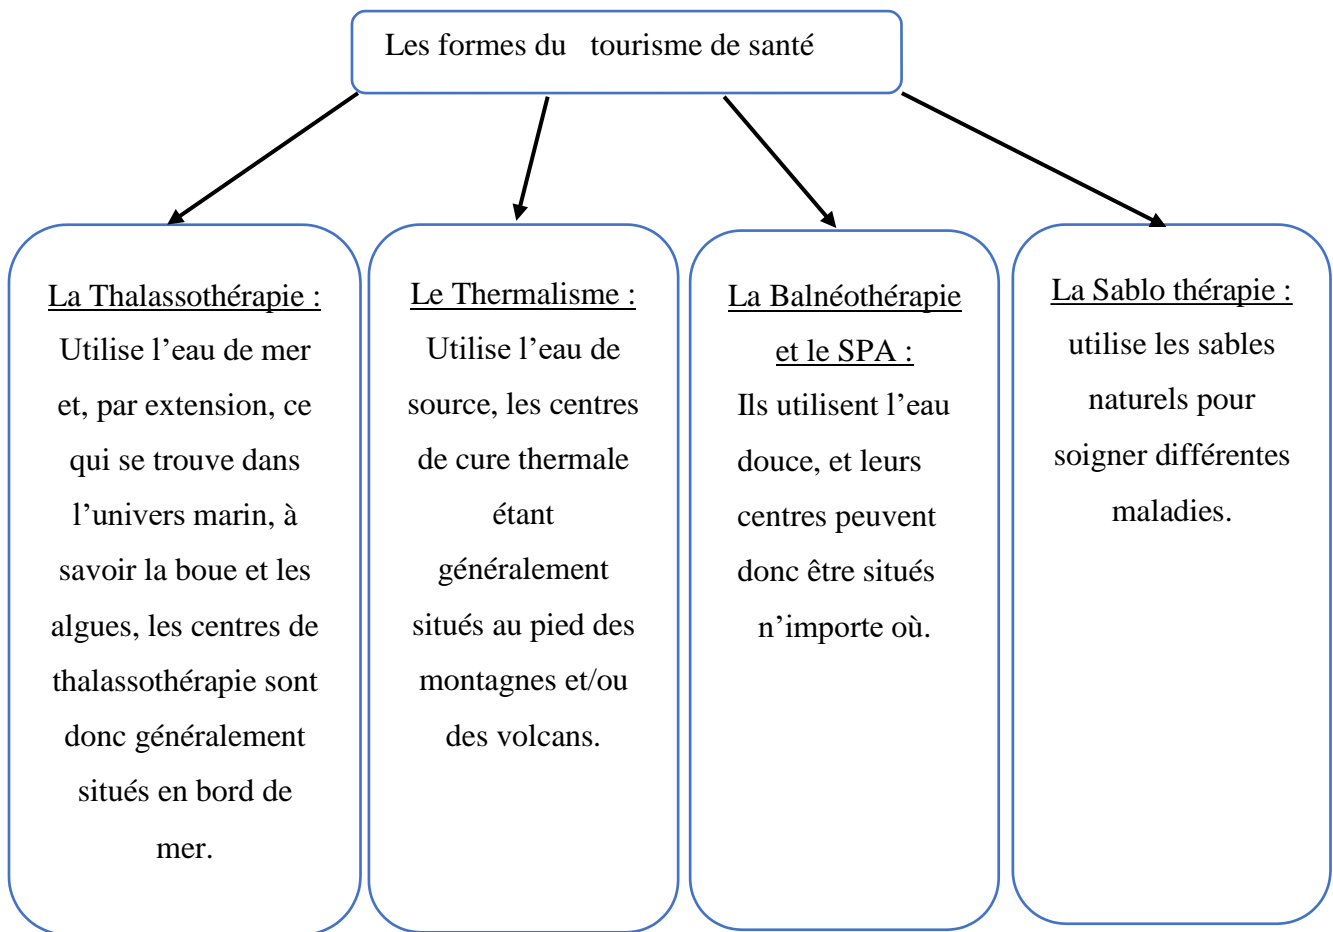 Les formes du tourisme de santé
La Thalassothérapie :
Utilise l’eau de mer
et, par extension, ce
qui se trouve dans
l’univers marin, à
savoir la boue et les
algues, les centres de
thalassothérapie sont
donc généralement
situés en bord de
mer.
Le Thermalisme :
Utilise l’eau de
source, les centres
de cure thermale
étant
généralement
situés au pied des
montagnes et/ou
des volcans.
La Balnéothérapie
et le SPA :
Ils utilisent l’eau
douce, et leurs
centres peuvent
donc être situés
n’importe où.
La Sablo thérapie :
utilise les sables
naturels pour
soigner différentes
maladies.